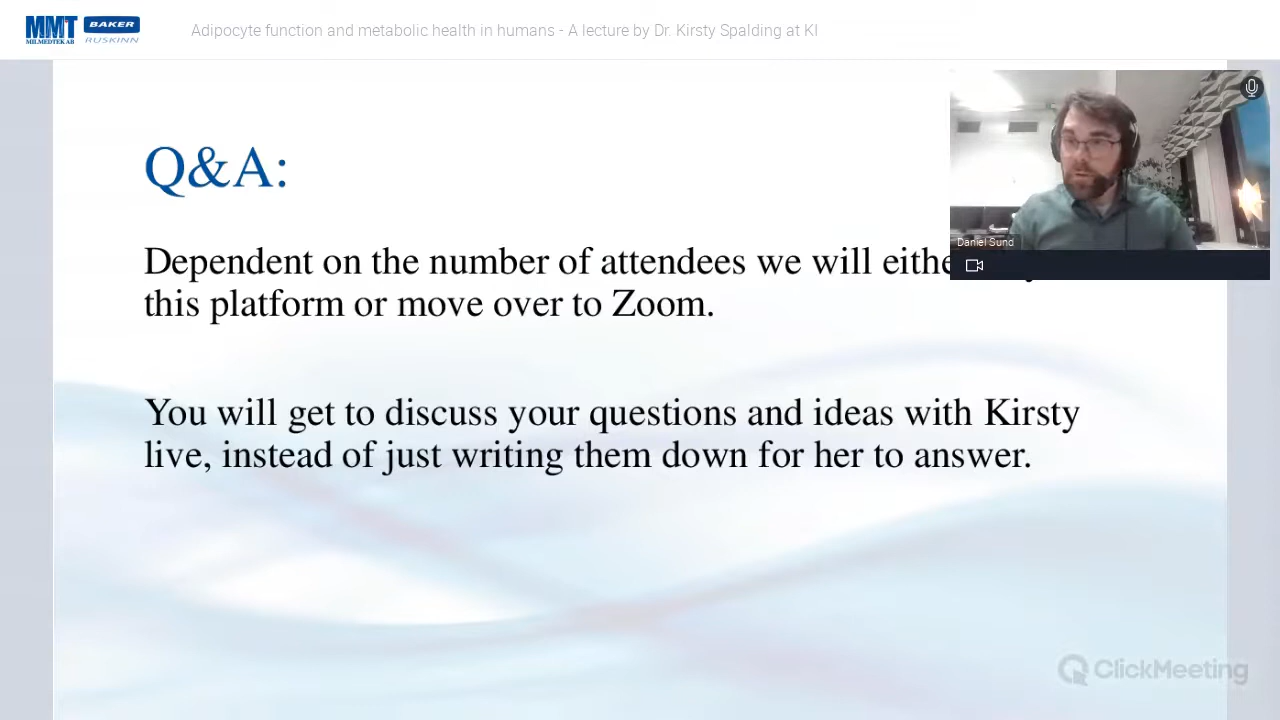 MMT
MILMEDTEK AB
BAKER
RUSKINN
Adipocyte function and metabolic health in humans - A lecture by Dr. Kirsty Spalding at KI
Q&A:
Daniel Sund
Dependent on the number of attendees we will
this platform or move over to Zoom.
You will get to discuss your questions and ideas with Kirsty
live, instead of just writing them down for her to answer.
ClickMeeting